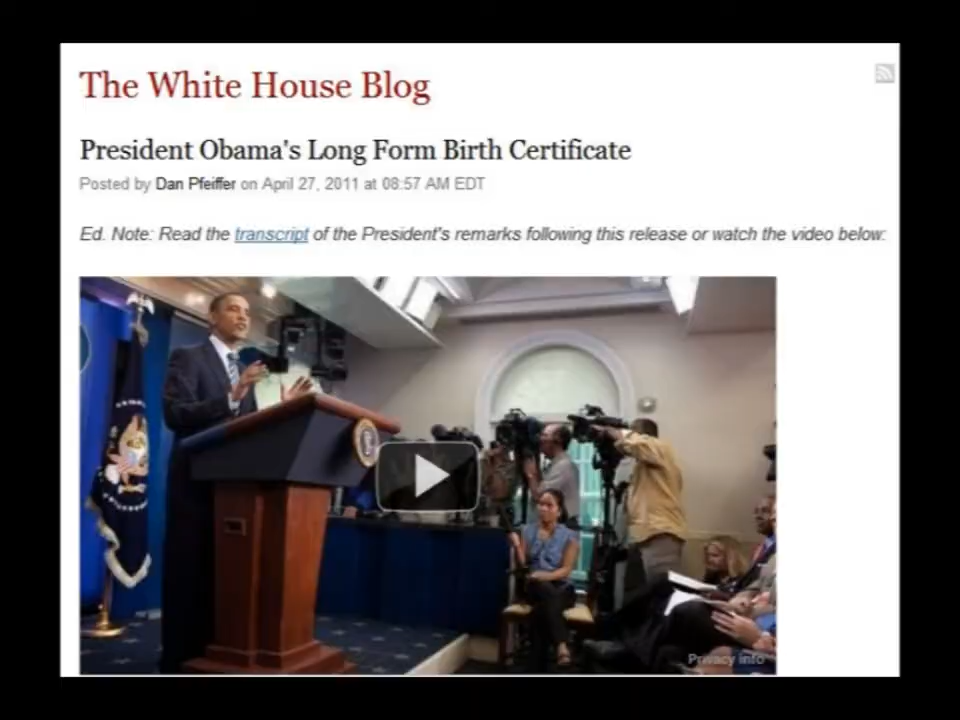 The White House Blog
President Obama's Long Form Birth Certificate
Posted by Dan Pfeiffer on April 27, 2011 at 08:57 AM EDT
Ed. Note: Read the transcript of the President's remarks following this release or watch the video below:
Privacy info